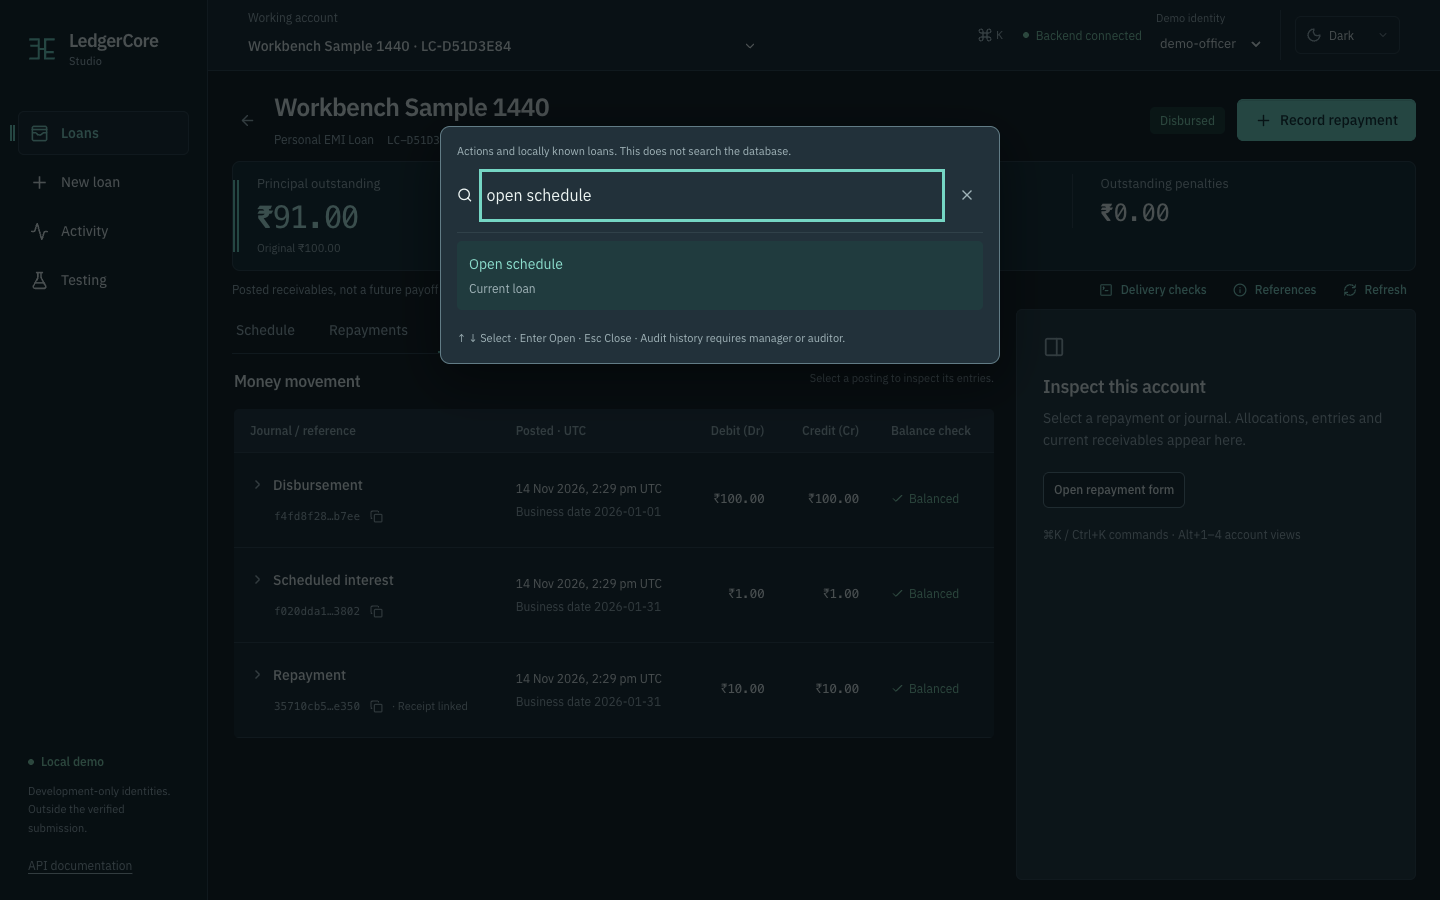 LedgerCore
Studio
Loans
New loan
Activity
Testing
Local demo
Development-only identities.
Outside the verified
submission.
API documentation
Working account
Workbench Sample 1440 · LC-D51D3E84
⌘ K
Backend connected
Demo identity
demo-officer
Dark
Workbench Sample 1440
Personal EMI Loan LC-D51D3
Disbursed
Record repayment
Principal outstanding
₹91.00
Original ₹100.00
Outstanding penalties
₹0.00
Posted receivables, not a future payoff
Delivery checks
References
Refresh
Schedule
Repayments
Actions and locally known loans. This does not search the database.
open schedule
Open schedule
Current loan
↑ ↓ Select · Enter Open · Esc Close · Audit history requires manager or auditor.
Money movement
Select a posting to inspect its entries.
Journal / reference Posted · UTC Debit (Dr) Credit (Cr) Balance check
Disbursement
f4fd8f28…b7ee
14 Nov 2026, 2:29 pm UTC
Business date 2026-01-01
₹100.00 ₹100.00 Balanced
Scheduled interest
f020dda1…3802
14 Nov 2026, 2:29 pm UTC
Business date 2026-01-31
₹1.00 ₹1.00 Balanced
Repayment
35710cb5…e350 · Receipt linked
14 Nov 2026, 2:29 pm UTC
Business date 2026-01-31
₹10.00 ₹10.00 Balanced
Inspect this account
Select a repayment or journal. Allocations, entries and
current receivables appear here.
Open repayment form
⌘K / Ctrl+K commands · Alt+1–4 account views